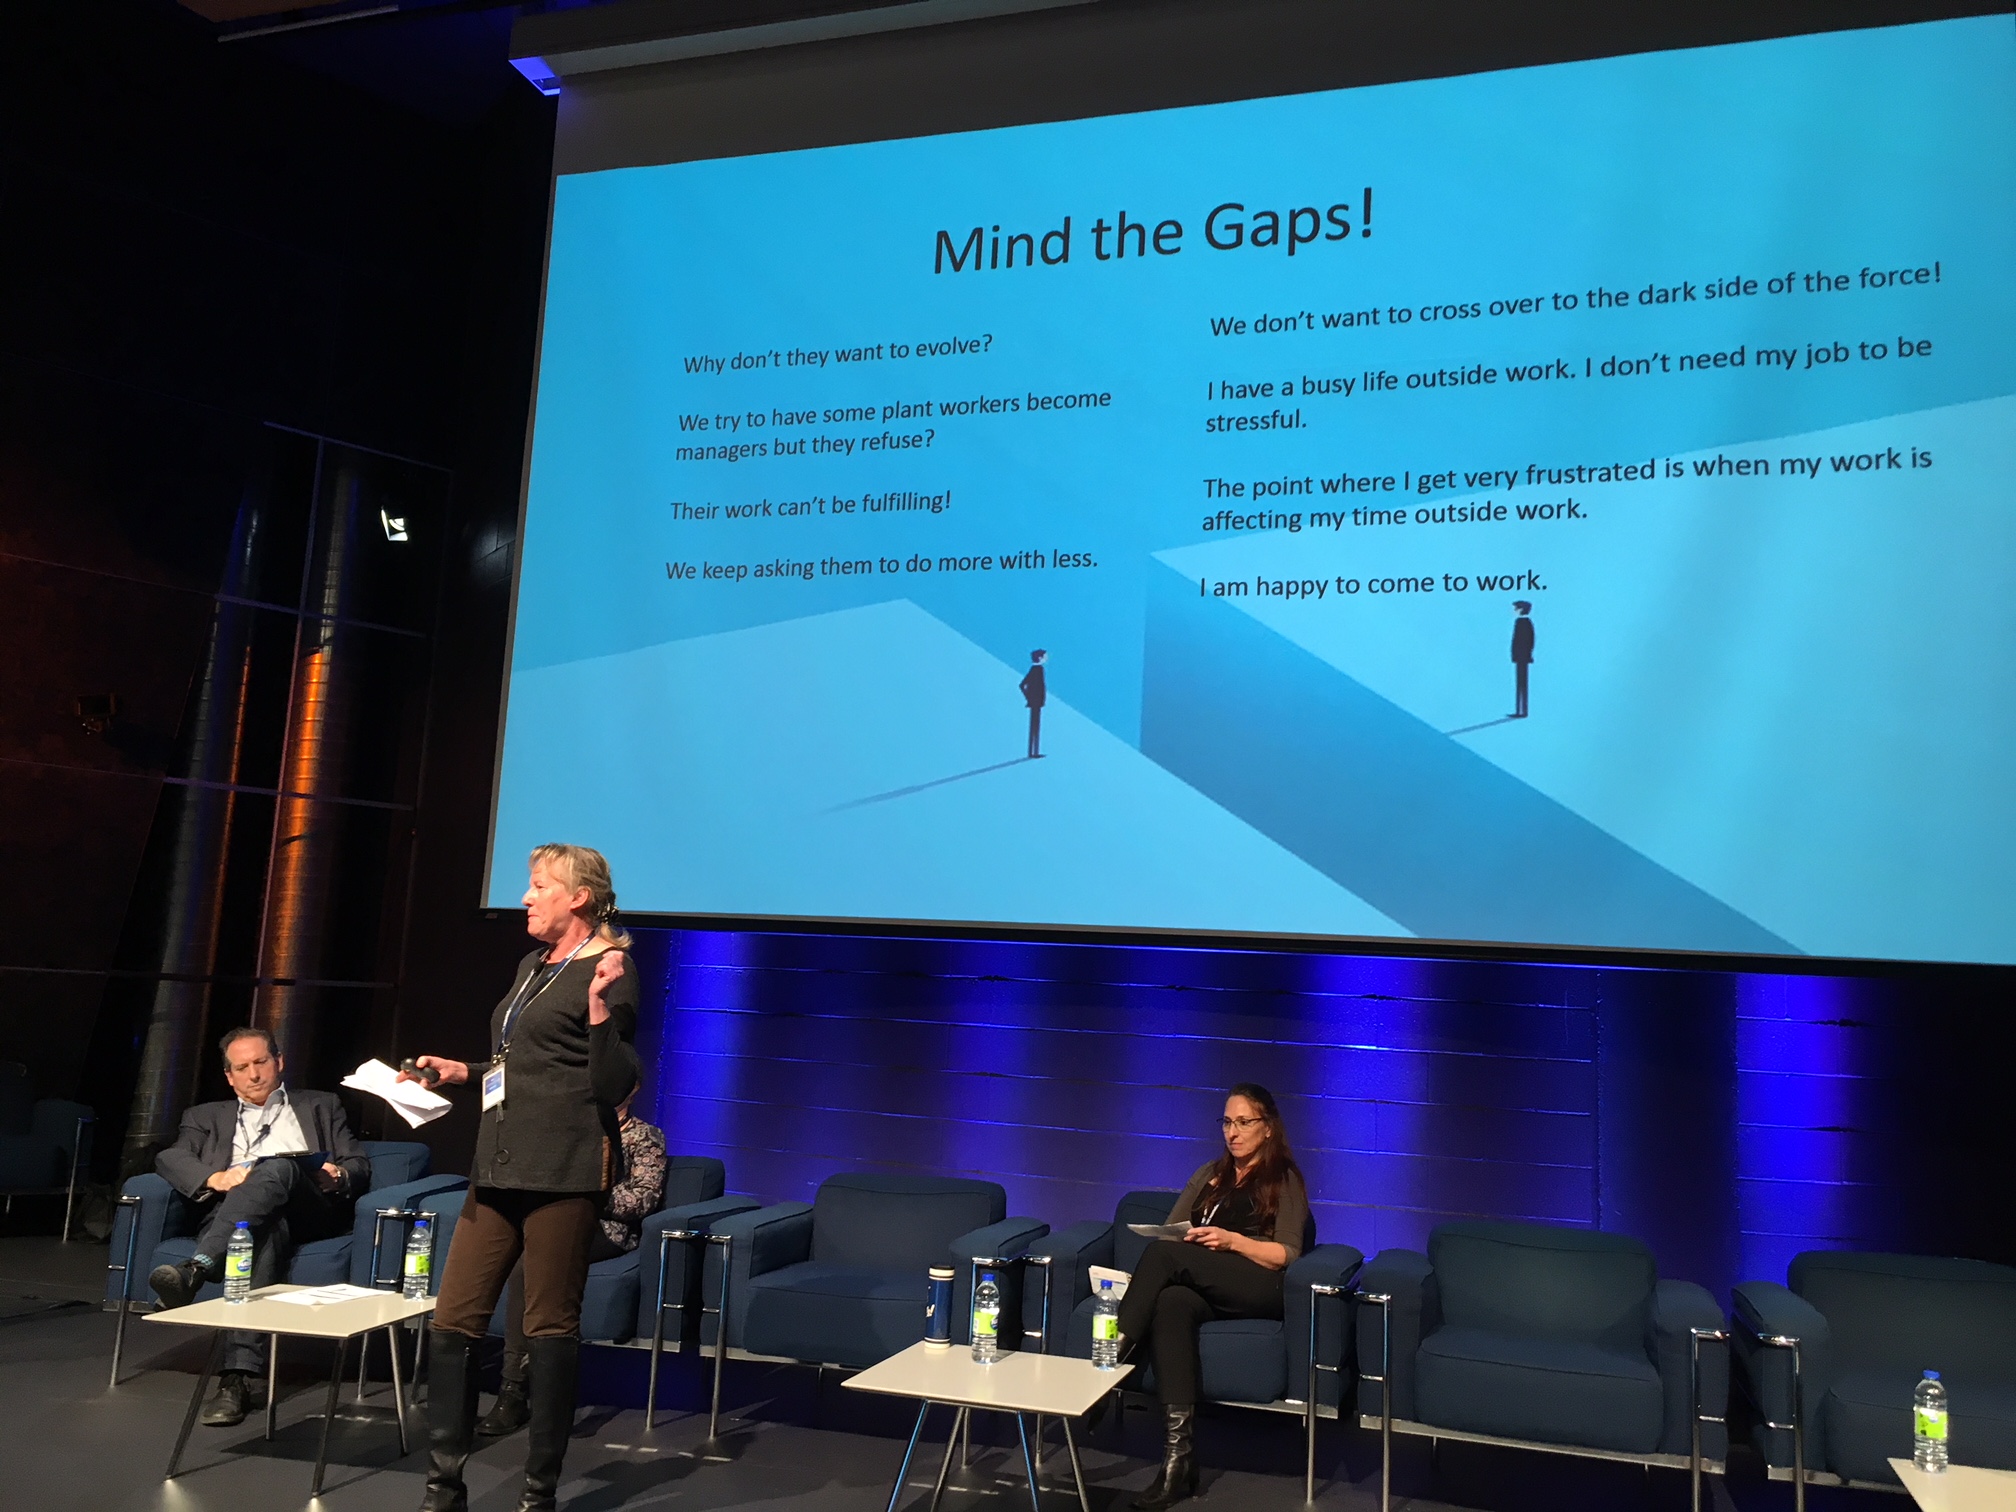 Mind the Gaps!
Why don't they want to evolve?
We try to have some plant workers become
managers but they refuse?
Their work can't be fulfilling!
We keep asking them to do more with less.
We don't want to cross over to the dark side of the force!
I have a busy life outside work. I don't need my job to be
stressful.
The point where I get very frustrated is when my work is
affecting my time outside work.
I am happy to come to work.